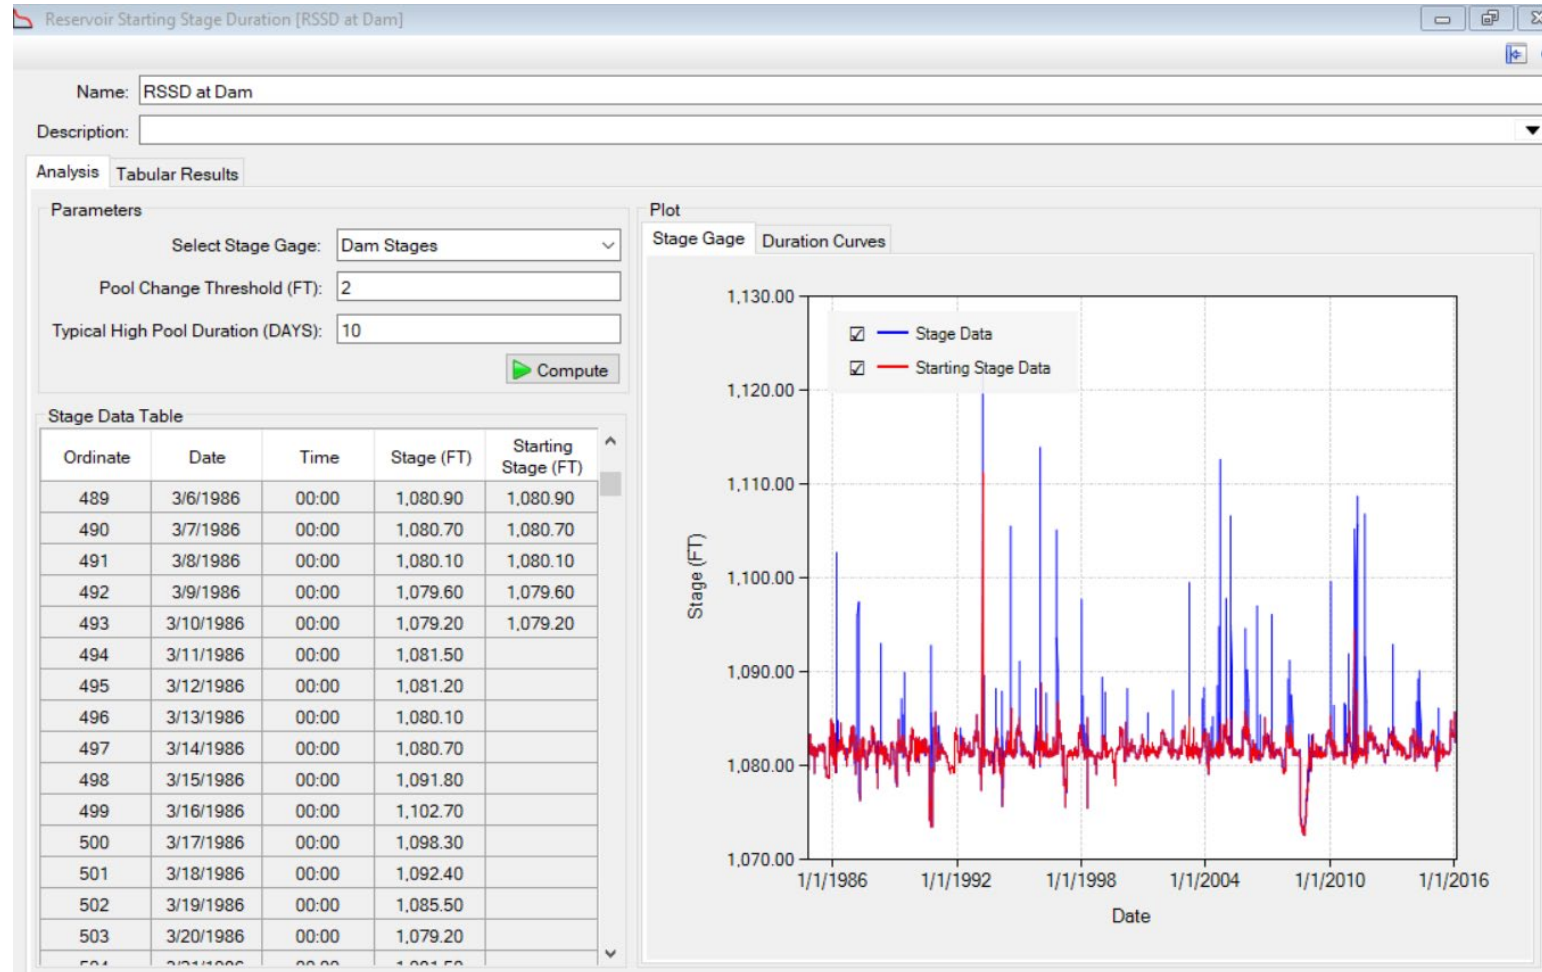 Reservoir Starting Stage Duration [RSSD at Dam]
Name: RSSD at Dam
Description:
Analysis Tabular Results
Parameters
Select Stage Gage: Dam Stages
Pool Change Threshold (FT): 2
Typical High Pool Duration (DAYS): 10
Compute
Stage Data Table
Ordinate Date Time Stage (FT) Starting Stage (FT)
489 3/6/1986 00:00 1,080.90 1,080.90
490 3/7/1986 00:00 1,080.70 1,080.70
491 3/8/1986 00:00 1,080.10 1,080.10
492 3/9/1986 00:00 1,079.60 1,079.60
493 3/10/1986 00:00 1,079.20 1,079.20
494 3/11/1986 00:00 1,081.50
495 3/12/1986 00:00 1,081.20
496 3/13/1986 00:00 1,080.10
497 3/14/1986 00:00 1,080.70
498 3/15/1986 00:00 1,091.80
499 3/16/1986 00:00 1,102.70
500 3/17/1986 00:00 1,098.30
501 3/18/1986 00:00 1,092.40
502 3/19/1986 00:00 1,085.50
503 3/20/1986 00:00 1,079.20
Plot
Stage Gage Duration Curves
Stage Data
Starting Stage Data
Stage (FT)
1,130.00
1,120.00
1,110.00
1,100.00
1,090.00
1,080.00
1,070.00
1/1/1986 1/1/1992 1/1/1998 1/1/2004 1/1/2010 1/1/2016
Date